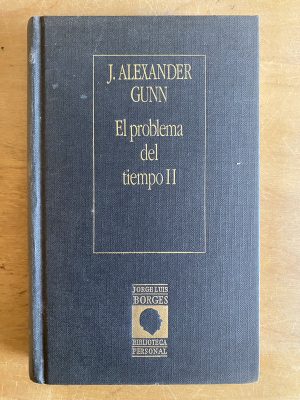 J. ALEXANDER
GUNN
El problema
del
tiempo II
JORGE LUIS
BORGES
BIBLIOTECA
PERSONAL